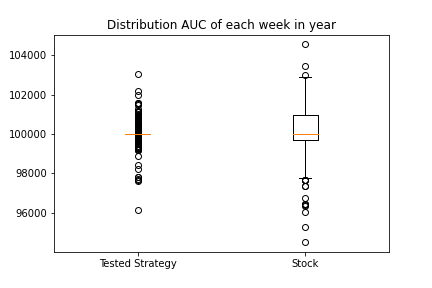 Distribution AUC of each week in year
104000
102000
100000
98000
96000
Tested Strategy
Stock